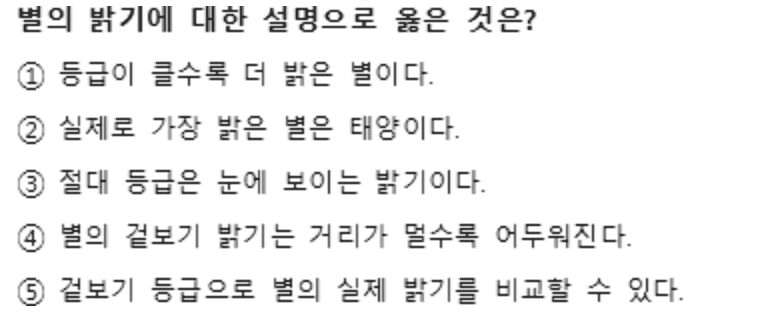 별의 밝기에 대한 설명으로 옳은 것은?
① 등급이 클수록 더 밝은 별이다.
② 실제로 가장 밝은 별은 태양이다.
③ 절대 등급은 눈에 보이는 밝기이다.
④ 별의 겉보기 밝기는 거리가 멀수록 어두워진다.
⑤ 겉보기 등급으로 별의 실제 밝기를 비교할 수 있다.